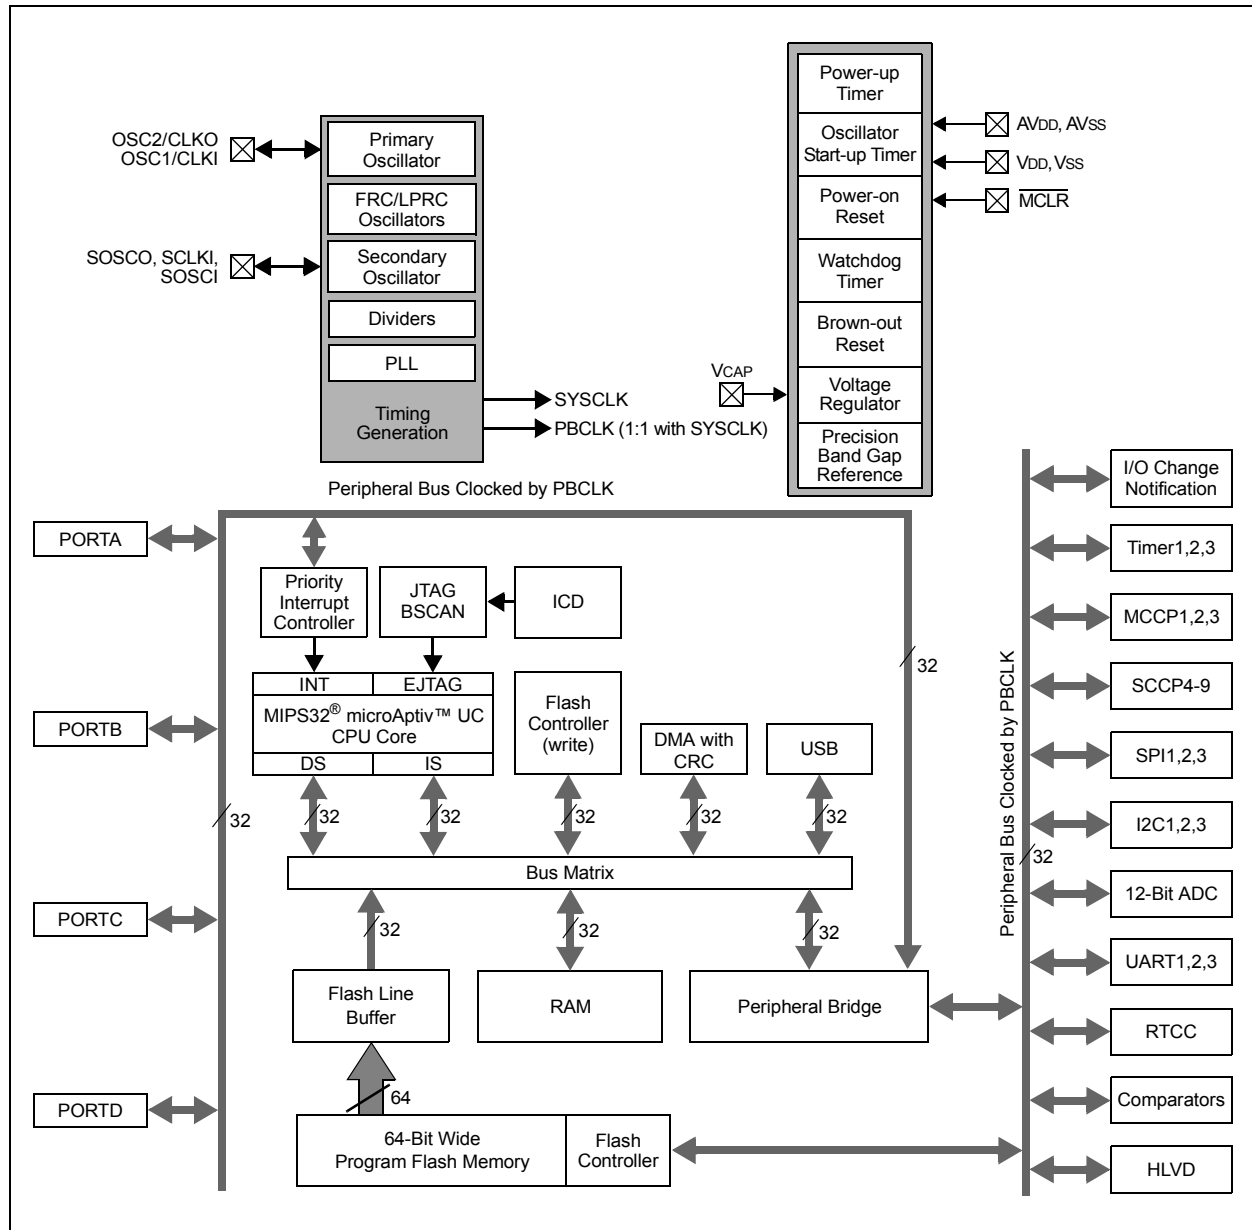 Power-up
Timer
Oscillator
Start-up Timer
Power-on
Reset
Watchdog
Timer
Brown-out
Reset
Voltage
Regulator
Precision
Band Gap
Reference
AVDD, AVSS
VDD, VSS
MCLR
VCAP
OSC2/CLKO
OSC1/CLKI
SOSCO, SCLKI,
SOSCI
Primary
Oscillator
FRC/LPRC
Oscillators
Secondary
Oscillator
Dividers
PLL
Timing
Generation
SYSCLK
PBCLK (1:1 with SYSCLK)
Peripheral Bus Clocked by PBCLK
PORTA
PORTB
PORTC
PORTD
32
Priority
Interrupt
Controller
JTAG
BSCAN
ICD
INT
EJTAG
MIPS32® microAptiv™ UC
CPU Core
DS
IS
Flash
Controller
(write)
DMA with
CRC
USB
32
32
32
32
32
32
Bus Matrix
32
32
32
Flash Line
Buffer
RAM
Peripheral Bridge
64
64-Bit Wide
Program Flash Memory
Flash
Controller
Peripheral Bus Clocked by PBCLK
32
I/O Change
Notification
Timer1,2,3
MCCP1,2,3
SCCP4-9
SPI1,2,3
I2C1,2,3
12-Bit ADC
UART1,2,3
RTCC
Comparators
HLVD